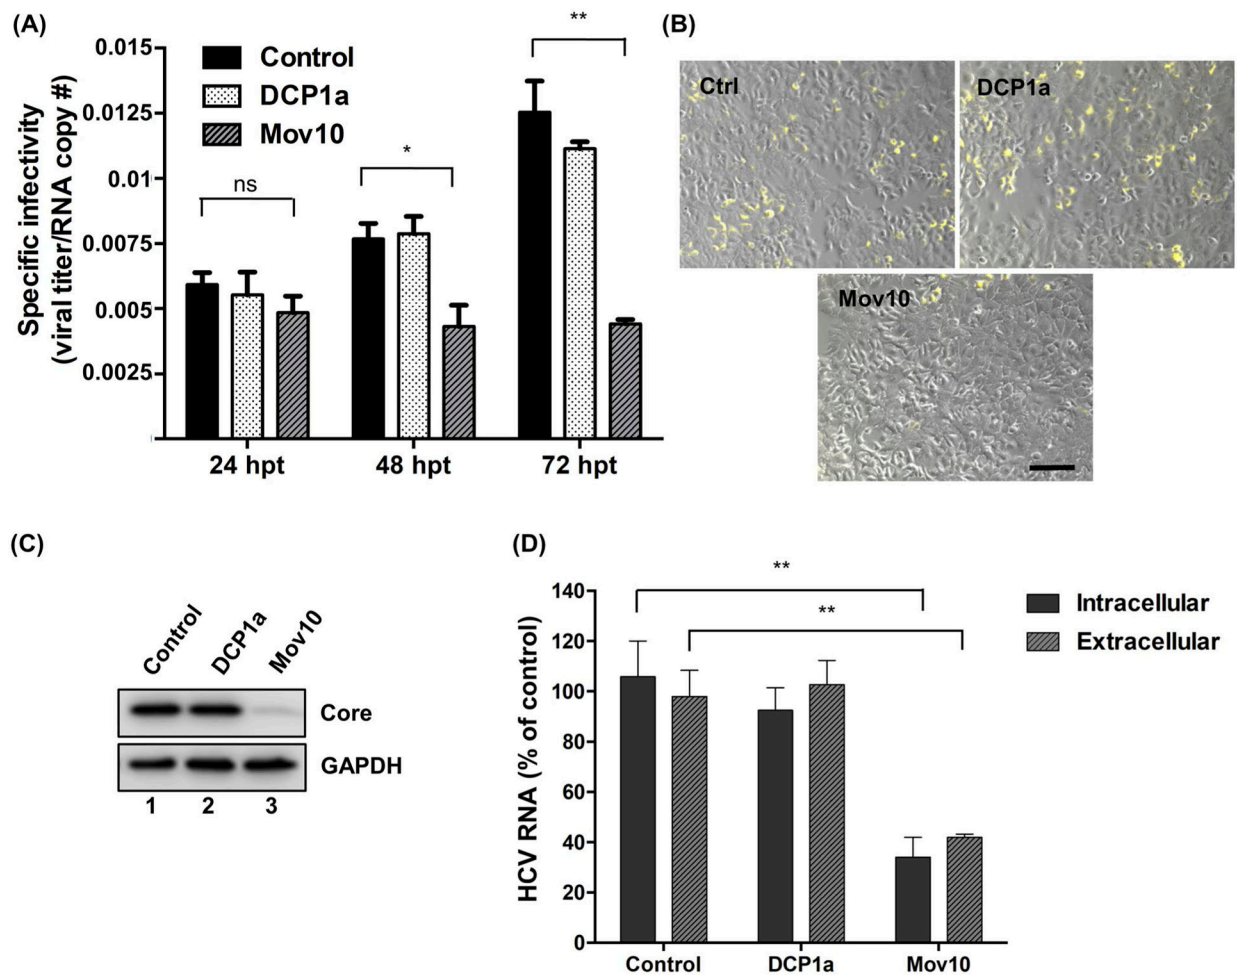 (A)
Specific infectivity
(viral titer/RNA copy #)
0.015
0.0125
0.01
0.0075
0.005
0.0025
Control
DCP1a
Mov10
ns
*
**
24 hpt
48 hpt
72 hpt
(B)
Ctrl
DCP1a
Mov10
(C)
Control
DCP1a
Mov10
Core
GAPDH
1 2 3
(D)
HCV RNA (% of control)
140
120
100
80
60
40
20
0
**
**
Intracellular
Extracellular
Control
DCP1a
Mov10